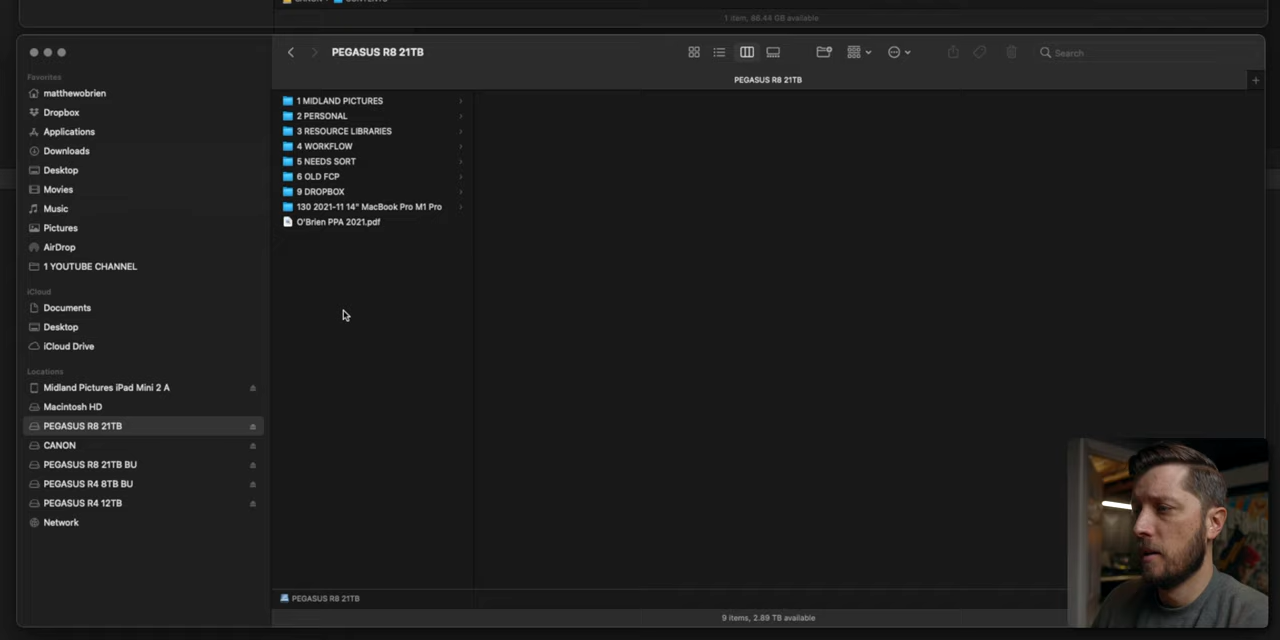 1 item, 86.44 GB available
PEGASUS R8 21TB
Search
PEGASUS R8 21TB
Favorites
matthewobrien
Dropbox
Applications
Downloads
Desktop
Movies
Music
Pictures
AirDrop
1 YOUTUBE CHANNEL
iCloud
Documents
Desktop
iCloud Drive
Locations
Midland Pictures iPad Mini 2 A
Macintosh HD
PEGASUS R8 21TB
CANON
PEGASUS R8 21TB BU
PEGASUS R4 8TB BU
PEGASUS R4 12TB
Network
1 MIDLAND PICTURES
2 PERSONAL
3 RESOURCE LIBRARIES
4 WORKFLOW
5 NEEDS SORT
6 OLD FCP
9 DROPBOX
130 2021-11 14" MacBook Pro M1 Pro
O'Brien PPA 2021.pdf
PEGASUS R8 21TB
9 items, 2.89 TB available